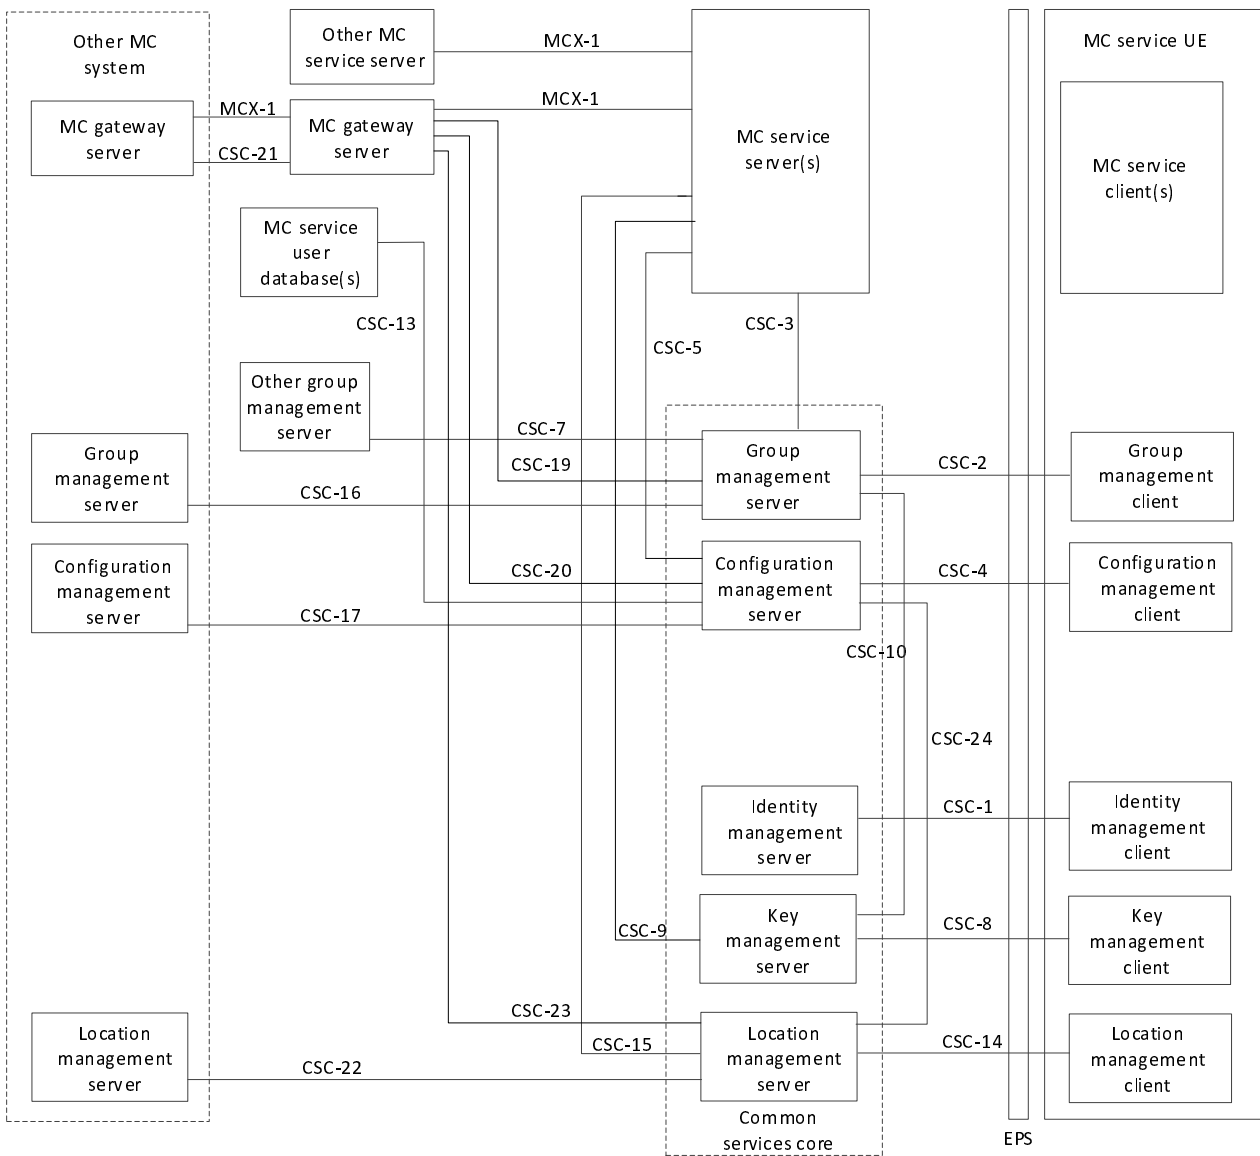 Other MC
system
Other MC
service server
MCX-1
MC service UE
MCX-1
MCX-1
MC gateway
server
MC gateway
server
CSC-21
MC service
server(s)
MC service
client(s)
MC service
user
database(s)
CSC-13
CSC-3
CSC-5
Other group
management
server
CSC-7
CSC-19
CSC-16
Group
management
server
Group
management
server
CSC-2
Group
management
client
Configuration
management
server
CSC-20
CSC-17
Configuration
management
server
CSC-4
Configuration
management
client
CSC-10
CSC-24
Identity
management
server
CSC-1
Identity
management
client
CSC-9
Key
management
server
CSC-8
Key
management
client
Location
management
server
CSC-23
CSC-15
CSC-22
Location
management
server
CSC-14
Location
management
client
Common
services core
EPS